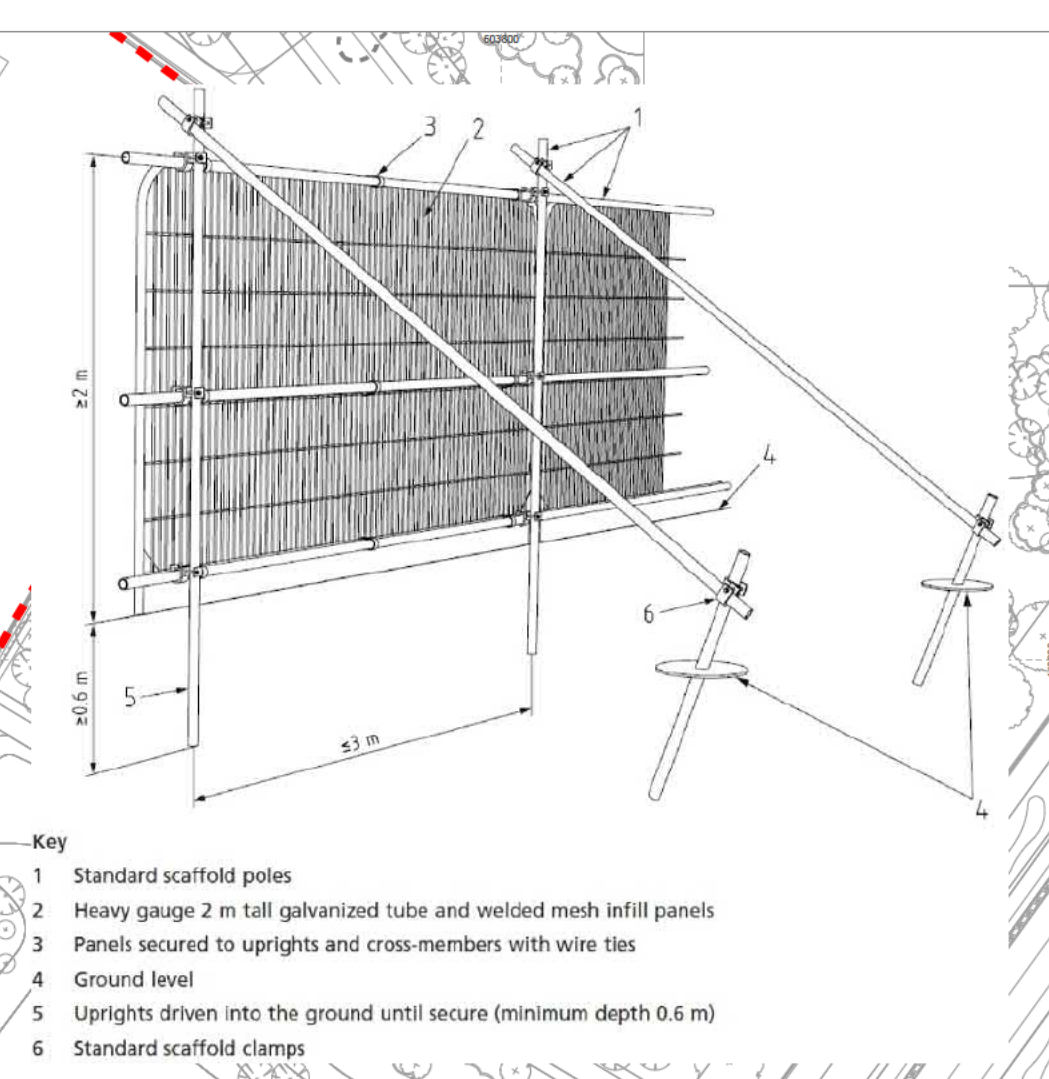 603800
3
2
1
≥2 m
4
6
≥0.6 m
5
≤3 m
4
Key
1 Standard scaffold poles
2 Heavy gauge 2 m tall galvanized tube and welded mesh infill panels
3 Panels secured to uprights and cross-members with wire ties
4 Ground level
5 Uprights driven into the ground until secure (minimum depth 0.6 m)
6 Standard scaffold clamps